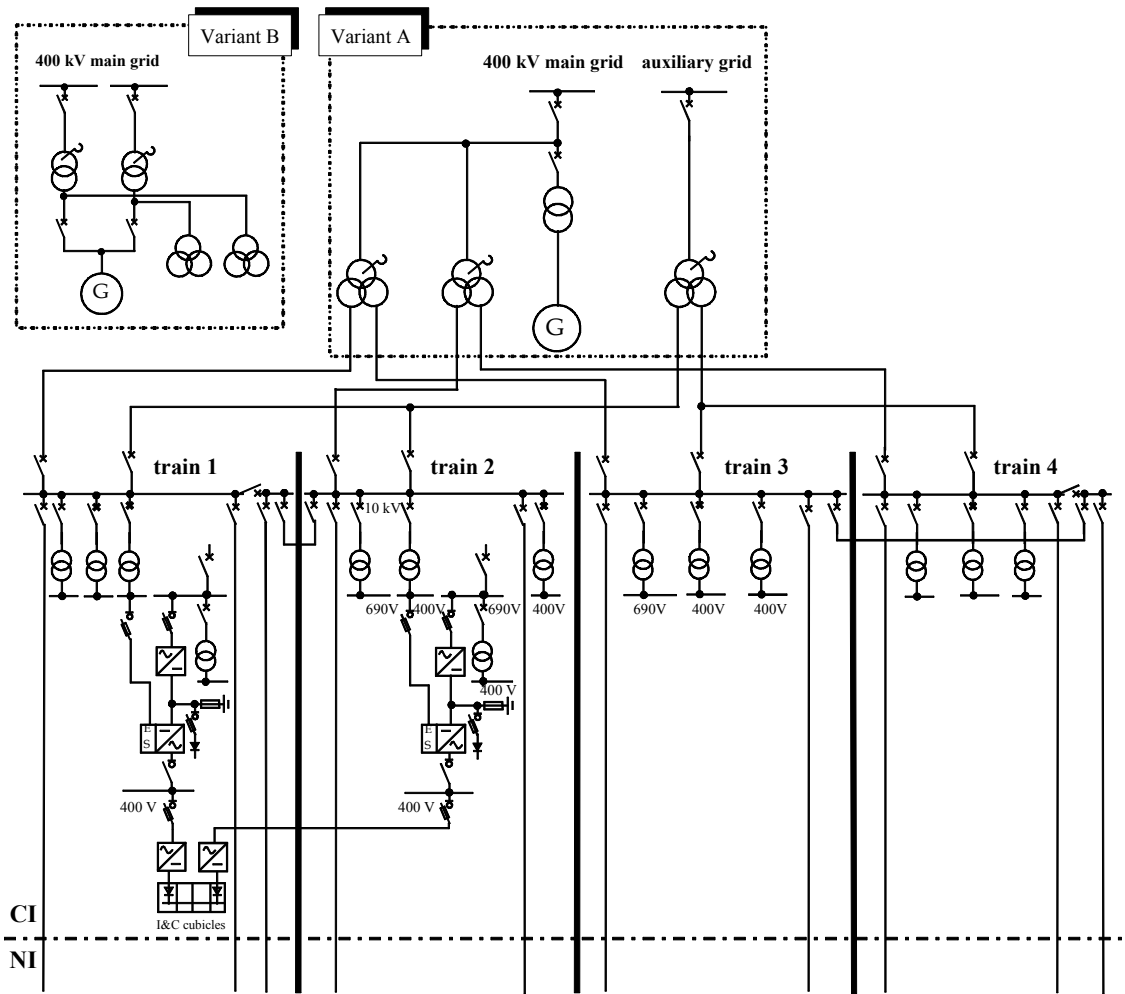 Variant B
Variant A
400 kV main grid
400 kV main grid
auxiliary grid
G
G
train 1
train 2
train 3
train 4
10 kV
690V
400V
690V
400V
690V
400V
400V
400 V
E
S
E
S
400 V
400 V
I&C cubicles
CI
NI